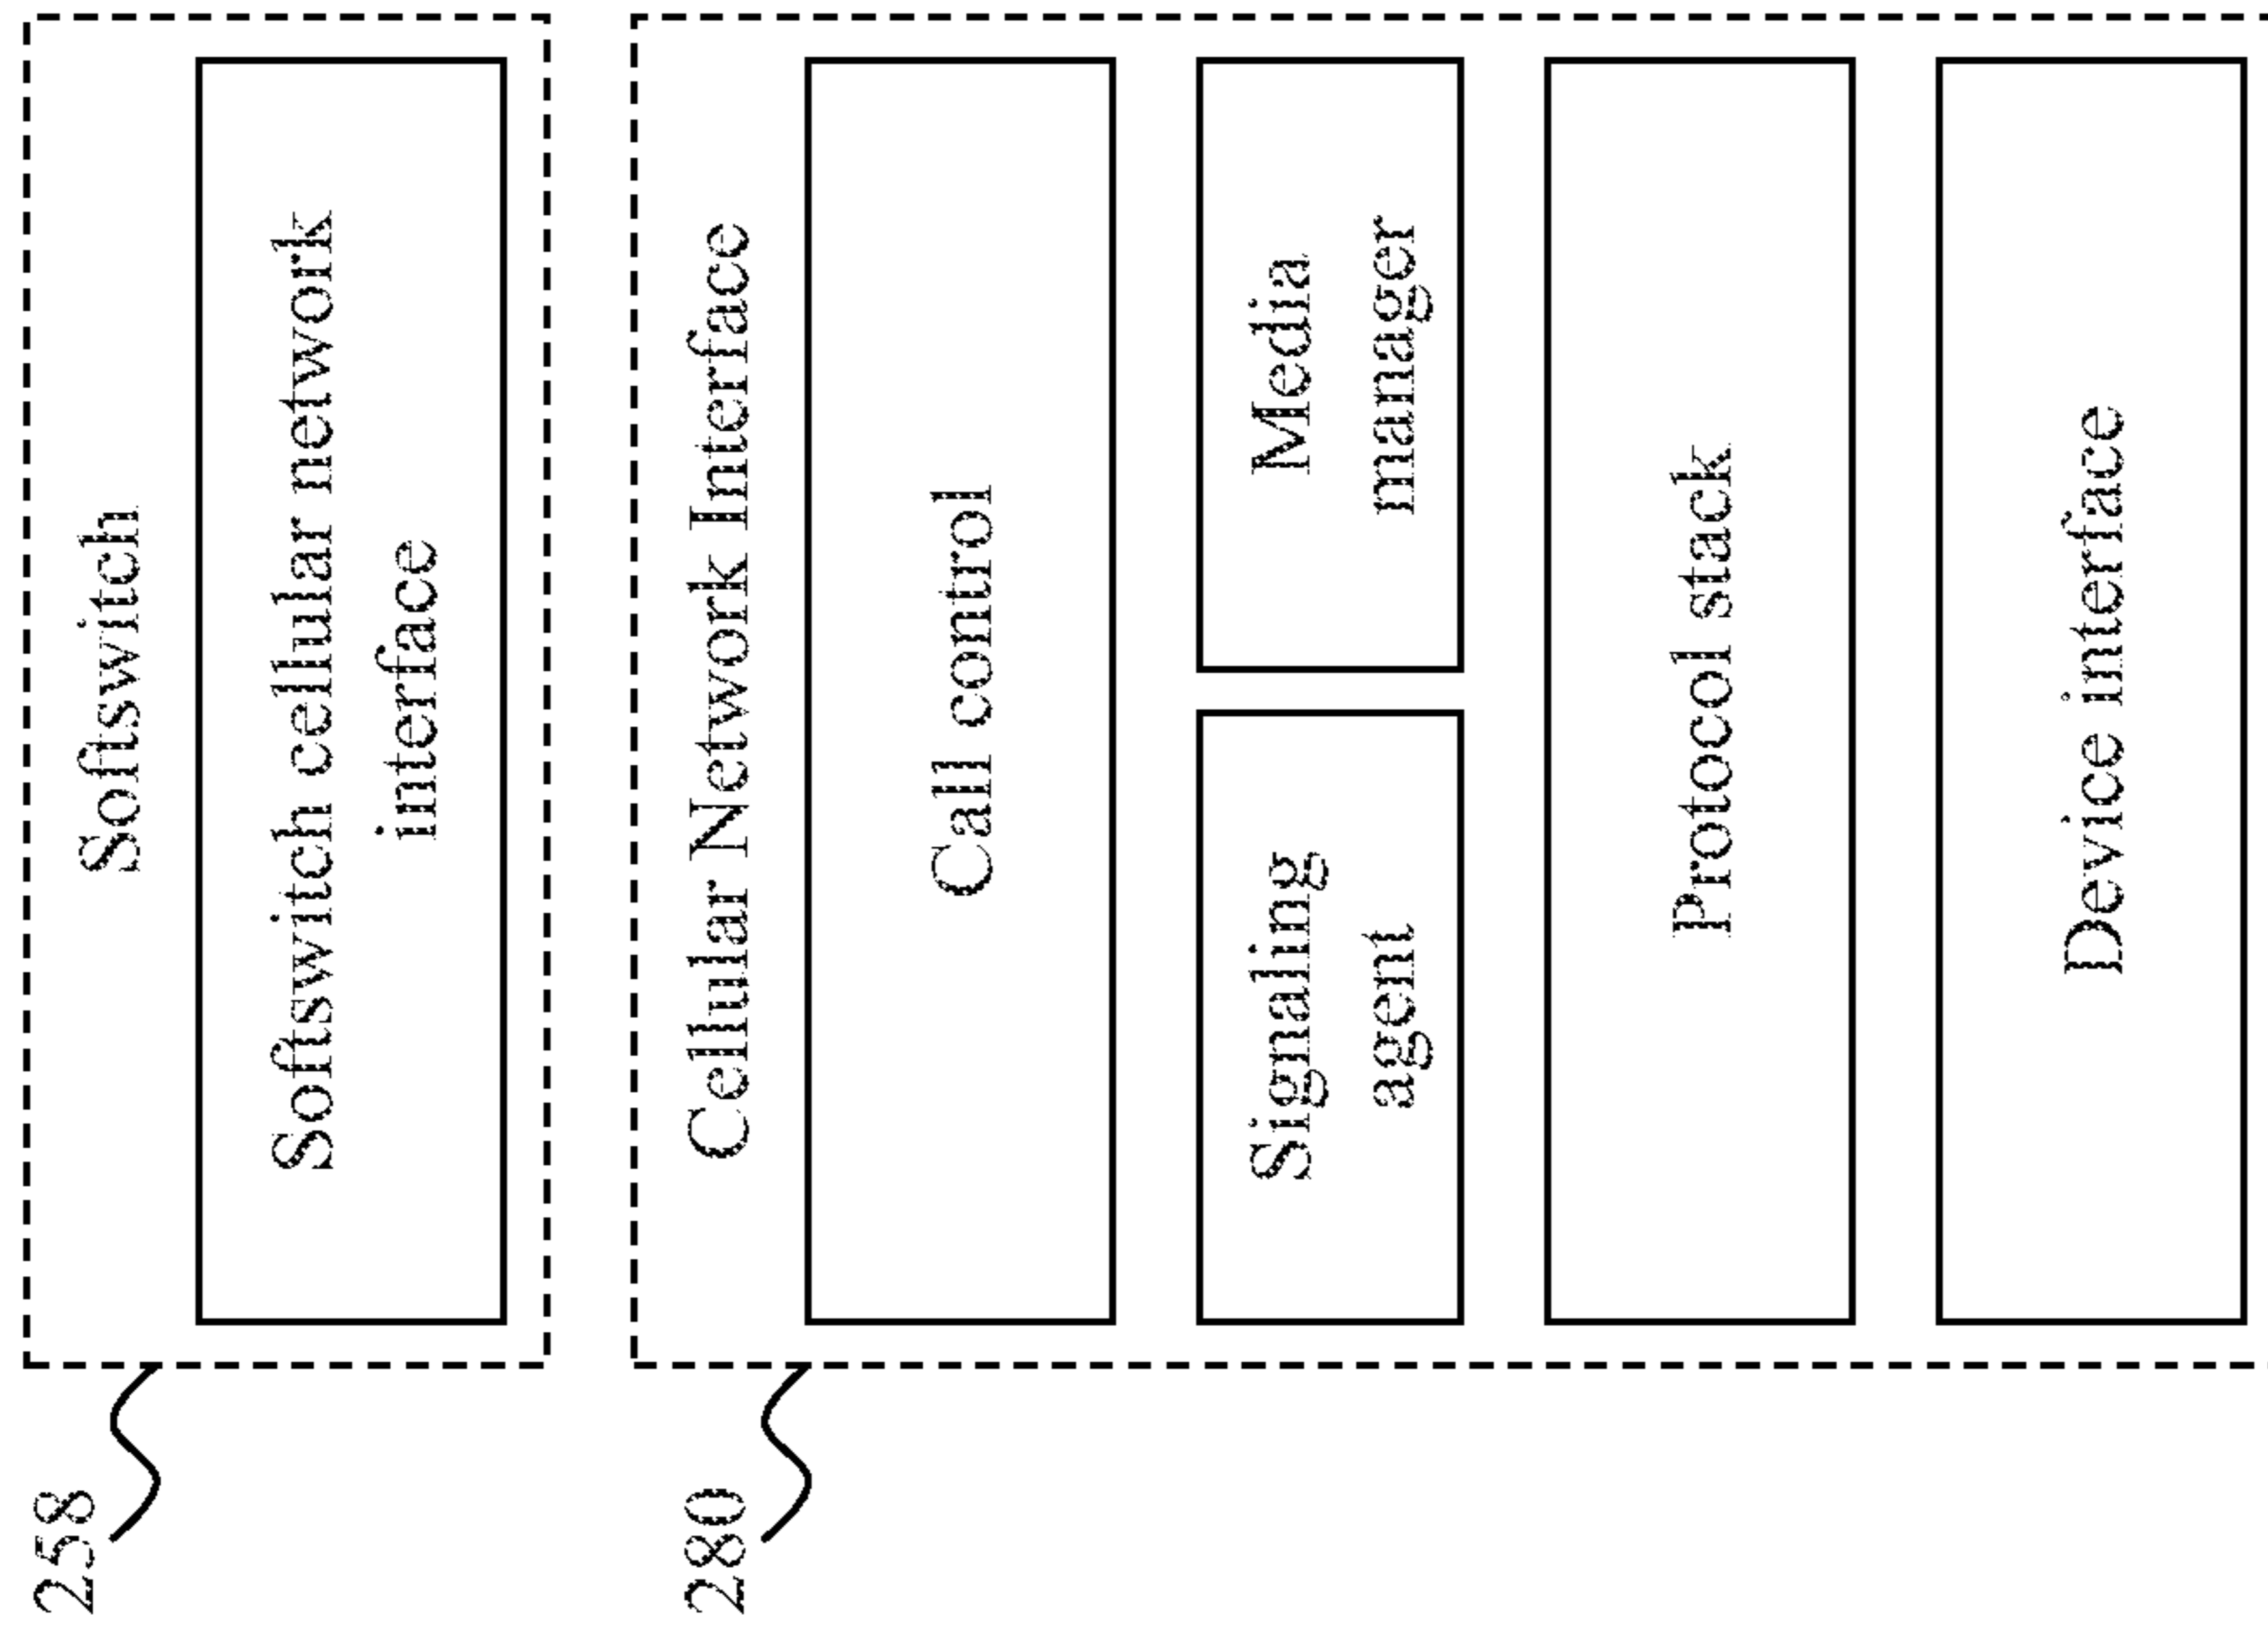 258
Softswitch
Softswitch cellular network
interface
280
Cellular Network Interface
Call control
Signaling
agent
Media
manager
Protocol stack
Device interface